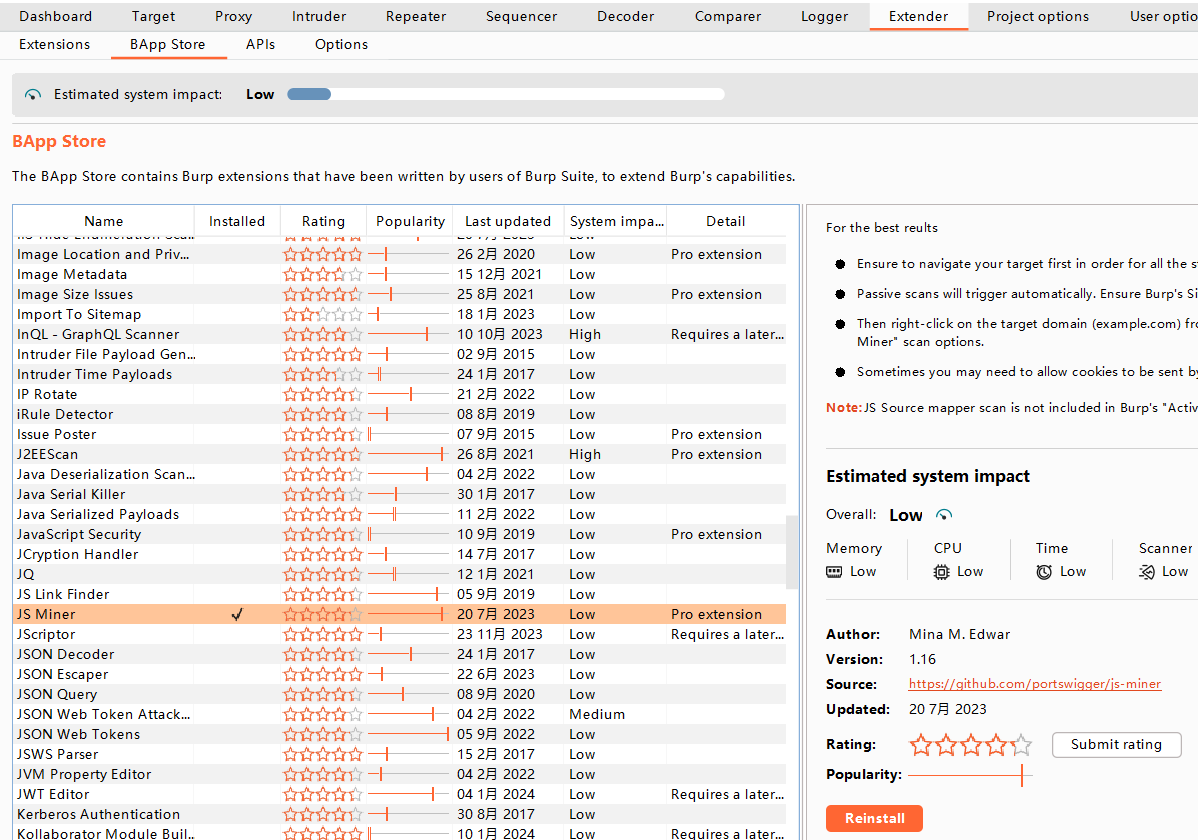 Dashboard Target Proxy Intruder Repeater Sequencer Decoder Comparer Logger Extender Project options User optio
Extensions BApp Store APIs Options
Estimated system impact: Low
BApp Store
The BApp Store contains Burp extensions that have been written by users of Burp Suite, to extend Burp's capabilities.
Name Installed Rating Popularity Last updated System impa... Detail
Image Location and Priv... 26 2月 2020 Low Pro extension
Image Metadata 15 12月 2021 Low
Image Size Issues 25 8月 2021 Low Pro extension
Import To Sitemap 18 1月 2023 Low
InQL - GraphQL Scanner 10 10月 2023 High Requires a later...
Intruder File Payload Gen... 02 9月 2015 Low
Intruder Time Payloads 24 1月 2017 Low
IP Rotate 21 2月 2022 Low
iRule Detector 08 8月 2019 Low
Issue Poster 07 9月 2015 Low Pro extension
J2EEScan 26 8月 2021 High Pro extension
Java Deserialization Scan... 04 2月 2022 Low
Java Serial Killer 30 1月 2017 Low
Java Serialized Payloads 11 2月 2022 Low
JavaScript Security 10 9月 2019 Low Pro extension
JCryption Handler 14 7月 2017 Low
JQ 12 1月 2021 Low
JS Link Finder 05 9月 2019 Low
JS Miner ✓ 20 7月 2023 Low Pro extension
JScriptor 23 11月 2023 Low Requires a later...
JSON Decoder 24 1月 2017 Low
JSON Escaper 22 6月 2023 Low
JSON Query 08 9月 2020 Low
JSON Web Token Attack... 04 2月 2022 Medium
JSON Web Tokens 05 9月 2022 Low
JSWS Parser 15 2月 2017 Low
JVM Property Editor 04 2月 2022 Low
JWT Editor 04 1月 2024 Low Requires a later...
Kerberos Authentication 30 8月 2017 Low
Kollaborator Module Buil.. 10 1月 2024 Low Requires a later...
For the best reults
Ensure to navigate your target first in order for all the s
Passive scans will trigger automatically. Ensure Burp's Si
Then right-click on the target domain (example.com) fro
Miner" scan options.
Sometimes you may need to allow cookies to be sent by
Note: JS Source mapper scan is not included in Burp's "Activ
Estimated system impact
Overall: Low
Memory CPU Time Scanner
Low Low Low Low
Author: Mina M. Edwar
Version: 1.16
Source: https://github.com/portswigger/js-miner
Updated: 20 7月 2023
Rating: Submit rating
Popularity:
Reinstall